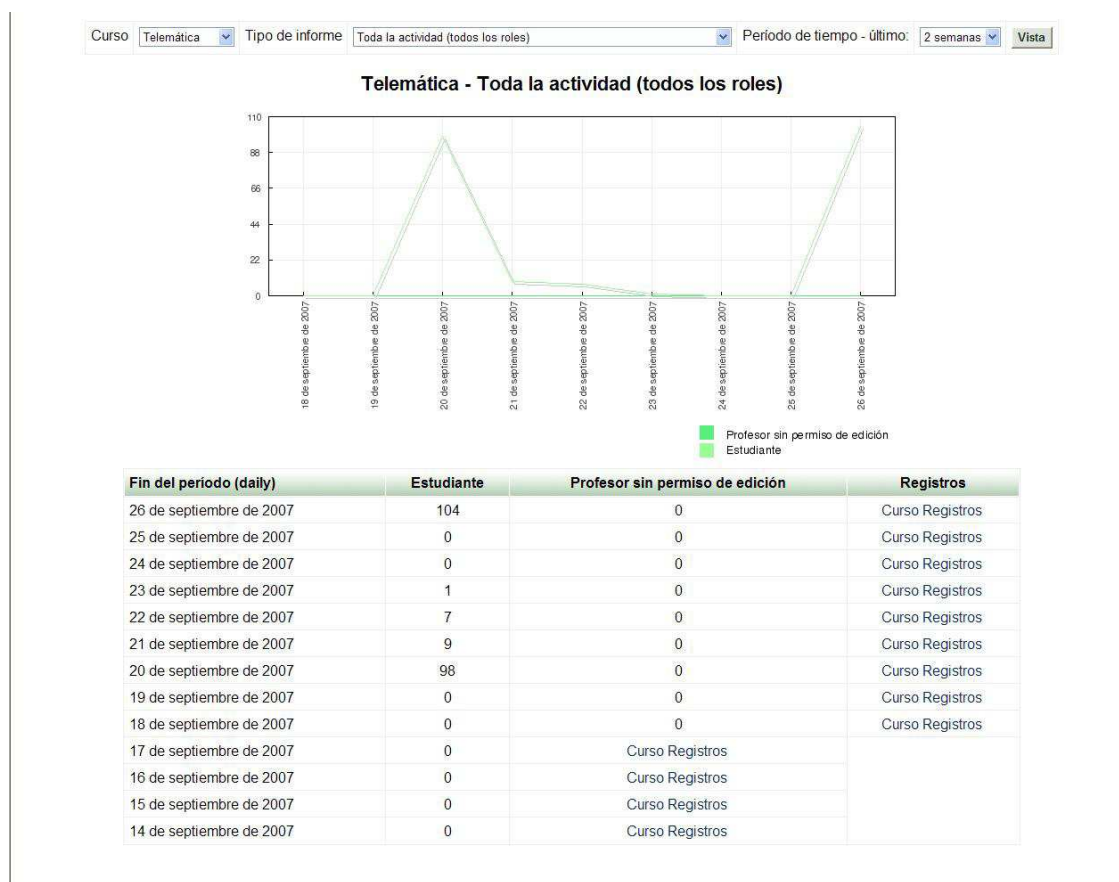 Curso Telemática Tipo de informe Toda la actividad (todos los roles) Período de tiempo - último: 2 semanas Vista
Telemática - Toda la actividad (todos los roles)
110
88
66
44
22
0
18 de septiembre de 2007
19 de septiembre de 2007
20 de septiembre de 2007
21 de septiembre de 2007
22 de septiembre de 2007
23 de septiembre de 2007
24 de septiembre de 2007
25 de septiembre de 2007
26 de septiembre de 2007
Profesor sin permiso de edición
Estudiante
Fin del período (daily) Estudiante Profesor sin permiso de edición Registros
26 de septiembre de 2007 104 0 Curso Registros
25 de septiembre de 2007 0 0 Curso Registros
24 de septiembre de 2007 0 0 Curso Registros
23 de septiembre de 2007 1 0 Curso Registros
22 de septiembre de 2007 7 0 Curso Registros
21 de septiembre de 2007 9 0 Curso Registros
20 de septiembre de 2007 98 0 Curso Registros
19 de septiembre de 2007 0 0 Curso Registros
18 de septiembre de 2007 0 0 Curso Registros
17 de septiembre de 2007 0 Curso Registros
16 de septiembre de 2007 0 Curso Registros
15 de septiembre de 2007 0 Curso Registros
14 de septiembre de 2007 0 Curso Registros